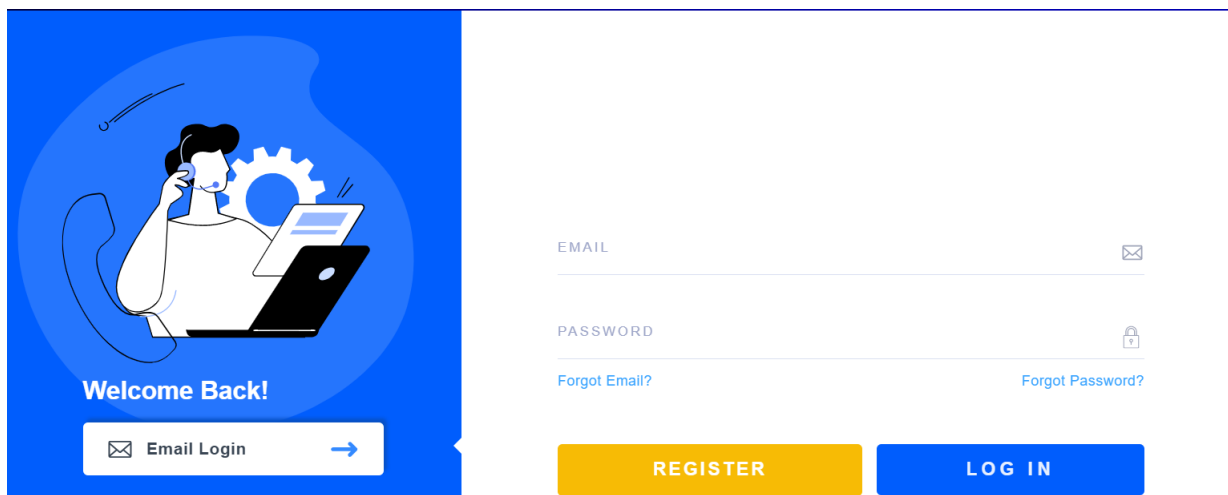 Welcome Back!
Email Login
EMAIL
PASSWORD
Forgot Email? Forgot Password?
REGISTER LOG IN